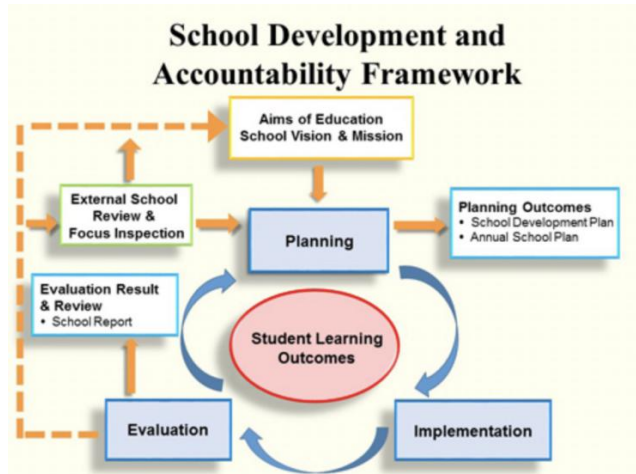 School Development and
Accountability Framework
Aims of Education
School Vision & Mission
External School
Review &
Focus Inspection
Planning
Planning Outcomes
• School Development Plan
• Annual School Plan
Evaluation Result
& Review
• School Report
Student Learning
Outcomes
Evaluation
Implementation